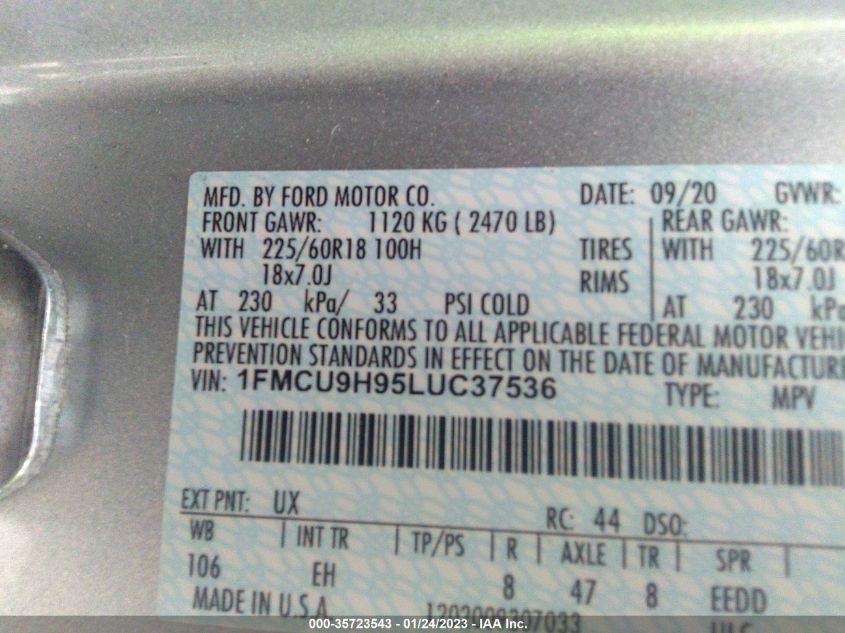 MFD. BY FORD MOTOR CO. DATE: 09/20 GVWR:
FRONT GAWR: 1120 KG ( 2470 LB) REAR GAWR:
WITH 225/60R18 100H TIRES WITH 225/60R
18x7.0J RIMS 18x7.0J
AT 230 kPa/ 33 PSI COLD AT 230 kPa
THIS VEHICLE CONFORMS TO ALL APPLICABLE FEDERAL MOTOR VEHI
PREVENTION STANDARDS IN EFFECT ON THE DATE OF MANUFACTURE
VIN: 1FMCU9H95LUC37536 TYPE: MPV
EXT PNT: UX RC: 44 DSO:
WB INT TR TP/PS R AXLE TR SPR
106 EH 8 47 8 EEDD
MADE IN U.S.A.
000-35723543 - 01/24/2023 - IAA Inc.